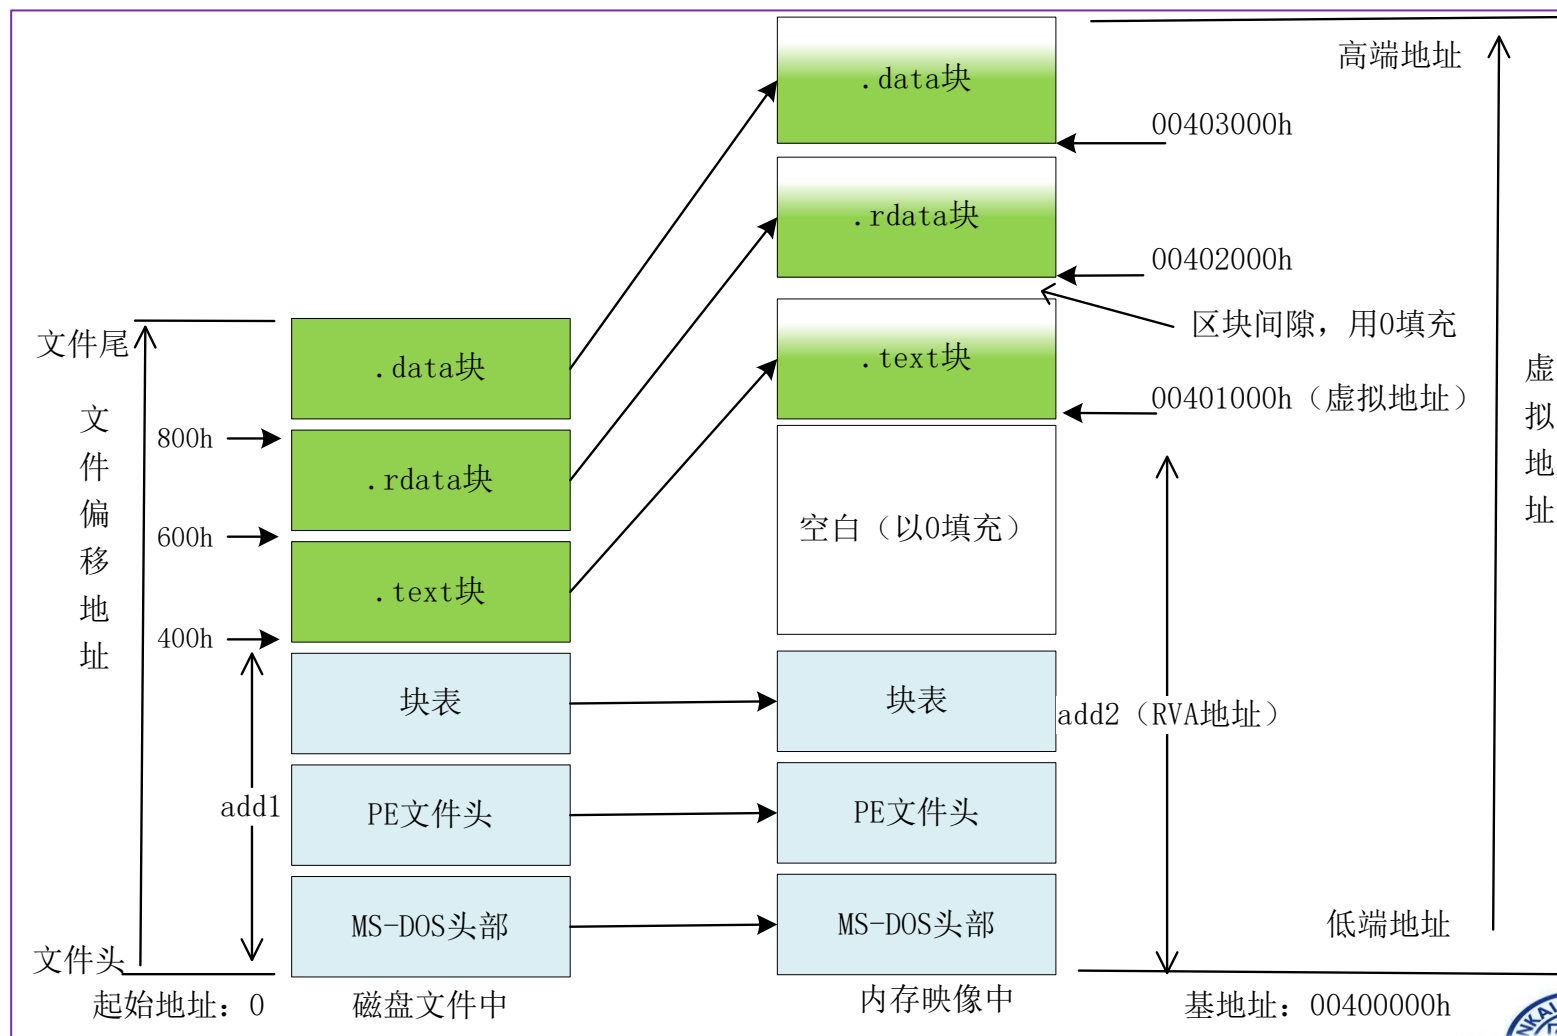 .data块
高端地址
00403000h
.rdata块
00402000h
区块间隙，用0填充
文件尾
.data块
.text块
00401000h（虚拟地址）
虚拟地址
文件偏移地址
800h
.rdata块
空白（以0填充）
600h
.text块
400h
块表
块表
add2（RVA地址）
add1
PE文件头
PE文件头
MS-DOS头部
MS-DOS头部
低端地址
文件头
起始地址：0
磁盘文件中
内存映像中
基地址：00400000h